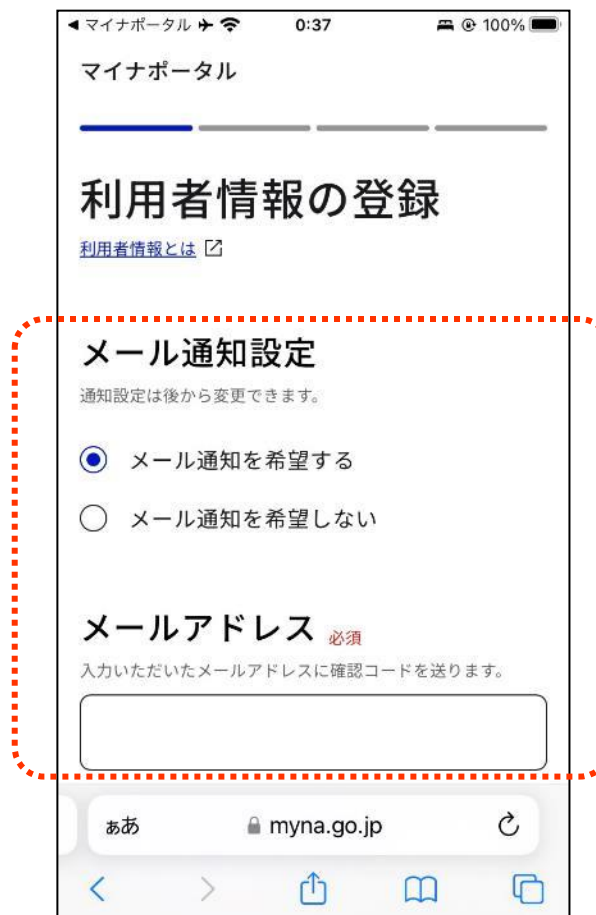 マイナポータル 0:37 100%
マイナポータル
利用者情報の登録
利用者情報とは
メール通知設定
通知設定は後から変更できます。
メール通知を希望する
メール通知を希望しない
メールアドレス 必須
入力いただいたメールアドレスに確認コードを送ります。
ぁあ myna.go.jp